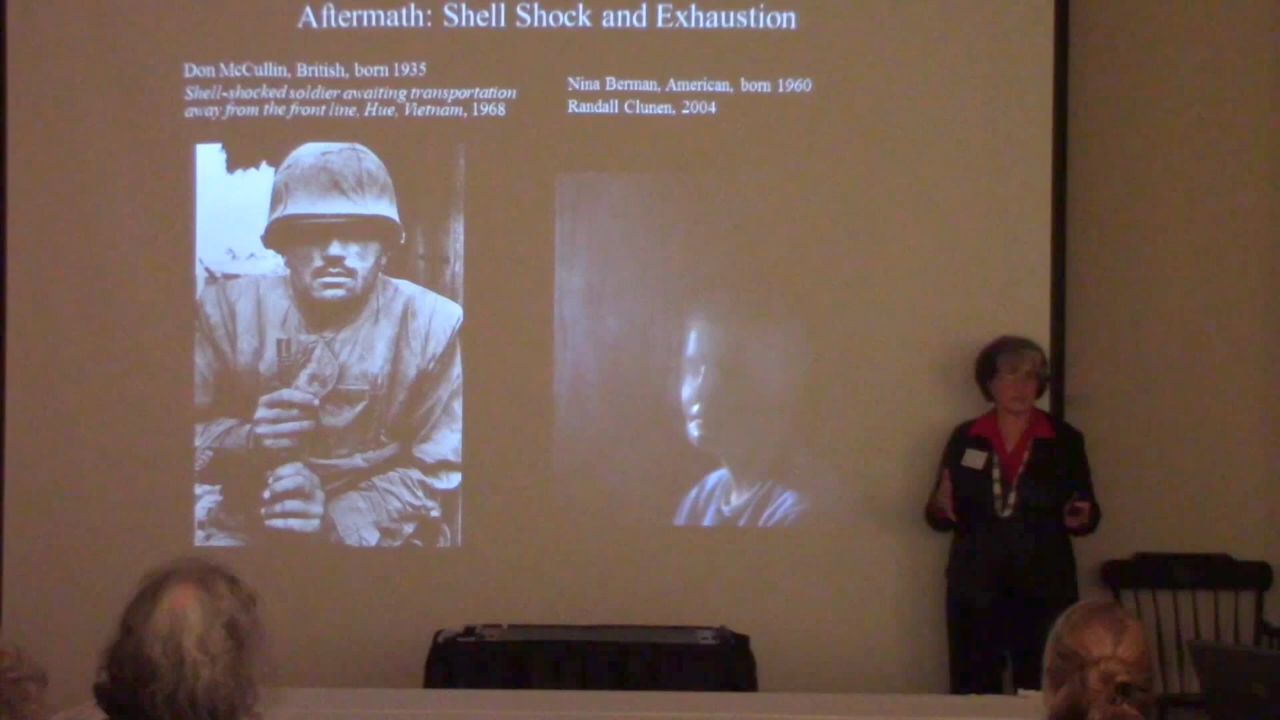 Aftermath: Shell Shock and Exhaustion
Don McCullin, British, born 1935
Shell-shocked soldier awaiting transportation
away from the front line, Hue, Vietnam, 1968
Nina Berman, American, born 1960
Randall Clunen, 2004